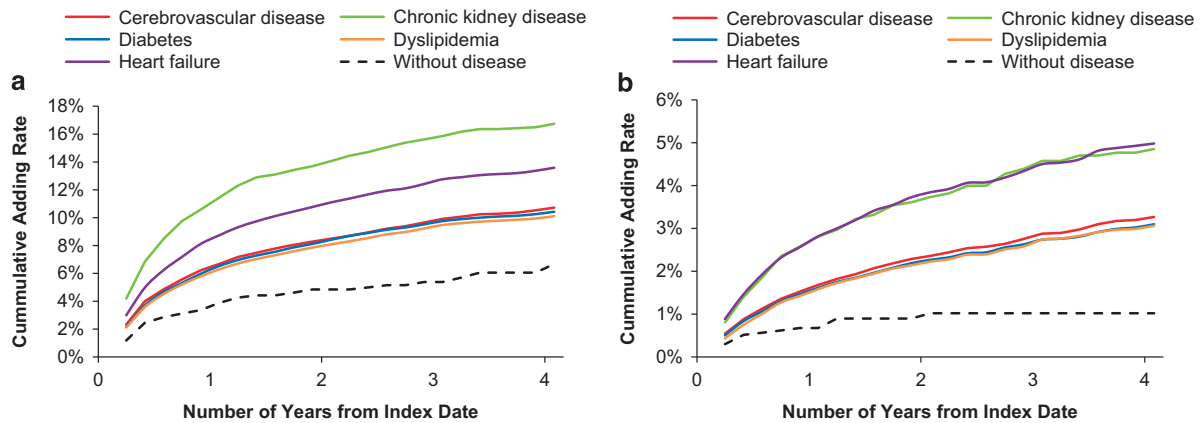 Cerebrovascular disease
Chronic kidney disease
Diabetes
Dyslipidemia
Heart failure
Without disease
a
18%
16%
14%
12%
10%
8%
6%
4%
2%
0%
Cummulative Adding Rate
0 1 2 3 4
Number of Years from Index Date
Cerebrovascular disease
Chronic kidney disease
Diabetes
Dyslipidemia
Heart failure
Without disease
b
6%
5%
4%
3%
2%
1%
0%
Cummulative Adding Rate
0 1 2 3 4
Number of Years from Index Date